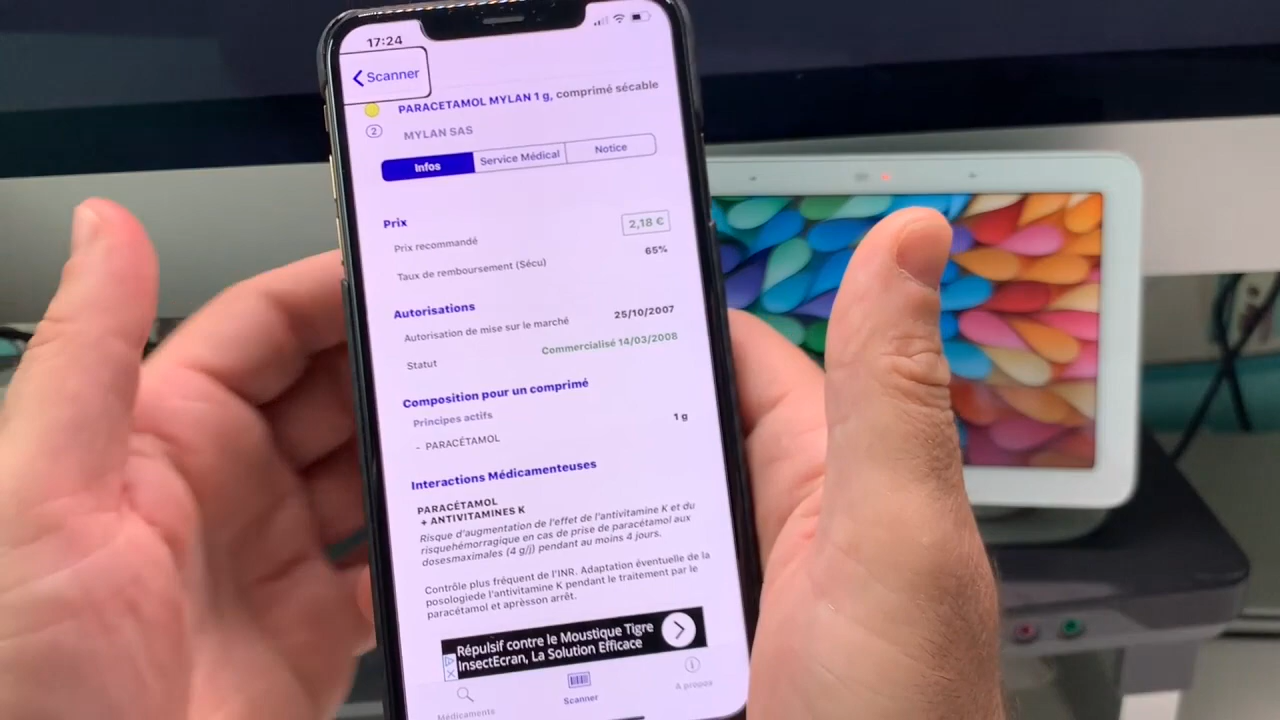 17:24
Scanner
PARACETAMOL MYLAN 1 g, comprimé sécable
2
MYLAN SAS
Infos
Service Médical
Notice
Prix
Prix recommandé
2,18 €
Taux de remboursement (Sécu)
65%
Autorisations
Autorisation de mise sur le marché
25/10/2007
Statut
Commercialisé 14/03/2008
Composition pour un comprimé
Principes actifs
1 g
- PARACÉTAMOL
Interactions Médicamenteuses
PARACÉTAMOL
+ ANTIVITAMINES K
Risque d'augmentation de l'effet de l'antivitamine K et du
risquehémorragique en cas de prise de paracétamol aux
dosesmaximales (4 g/j) pendant au moins 4 jours.
Contrôle plus fréquent de l'INR. Adaptation éventuelle de la
posologiede l'antivitamine K pendant le traitement par le
paracétamol et aprèsson arrêt.
Répulsif contre le Moustique Tigre
InsectEcran, La Solution Efficace
Médicaments
Scanner
A propos